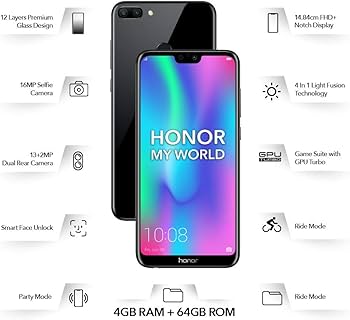 12 Layers Premium
Glass Design
14.84cm FHD+
Notch Display
16MP Selfie
Camera
4 In 1 Light Fusion
Technology
HONOR
MY WORLD
13+2MP
Dual Rear Camera
GPU
TURBO
Game Suite with
GPU Turbo
Smart Face Unlock
10:08
Ride Mode
honor
Party Mode
Ride Mode
4GB RAM + 64GB ROM